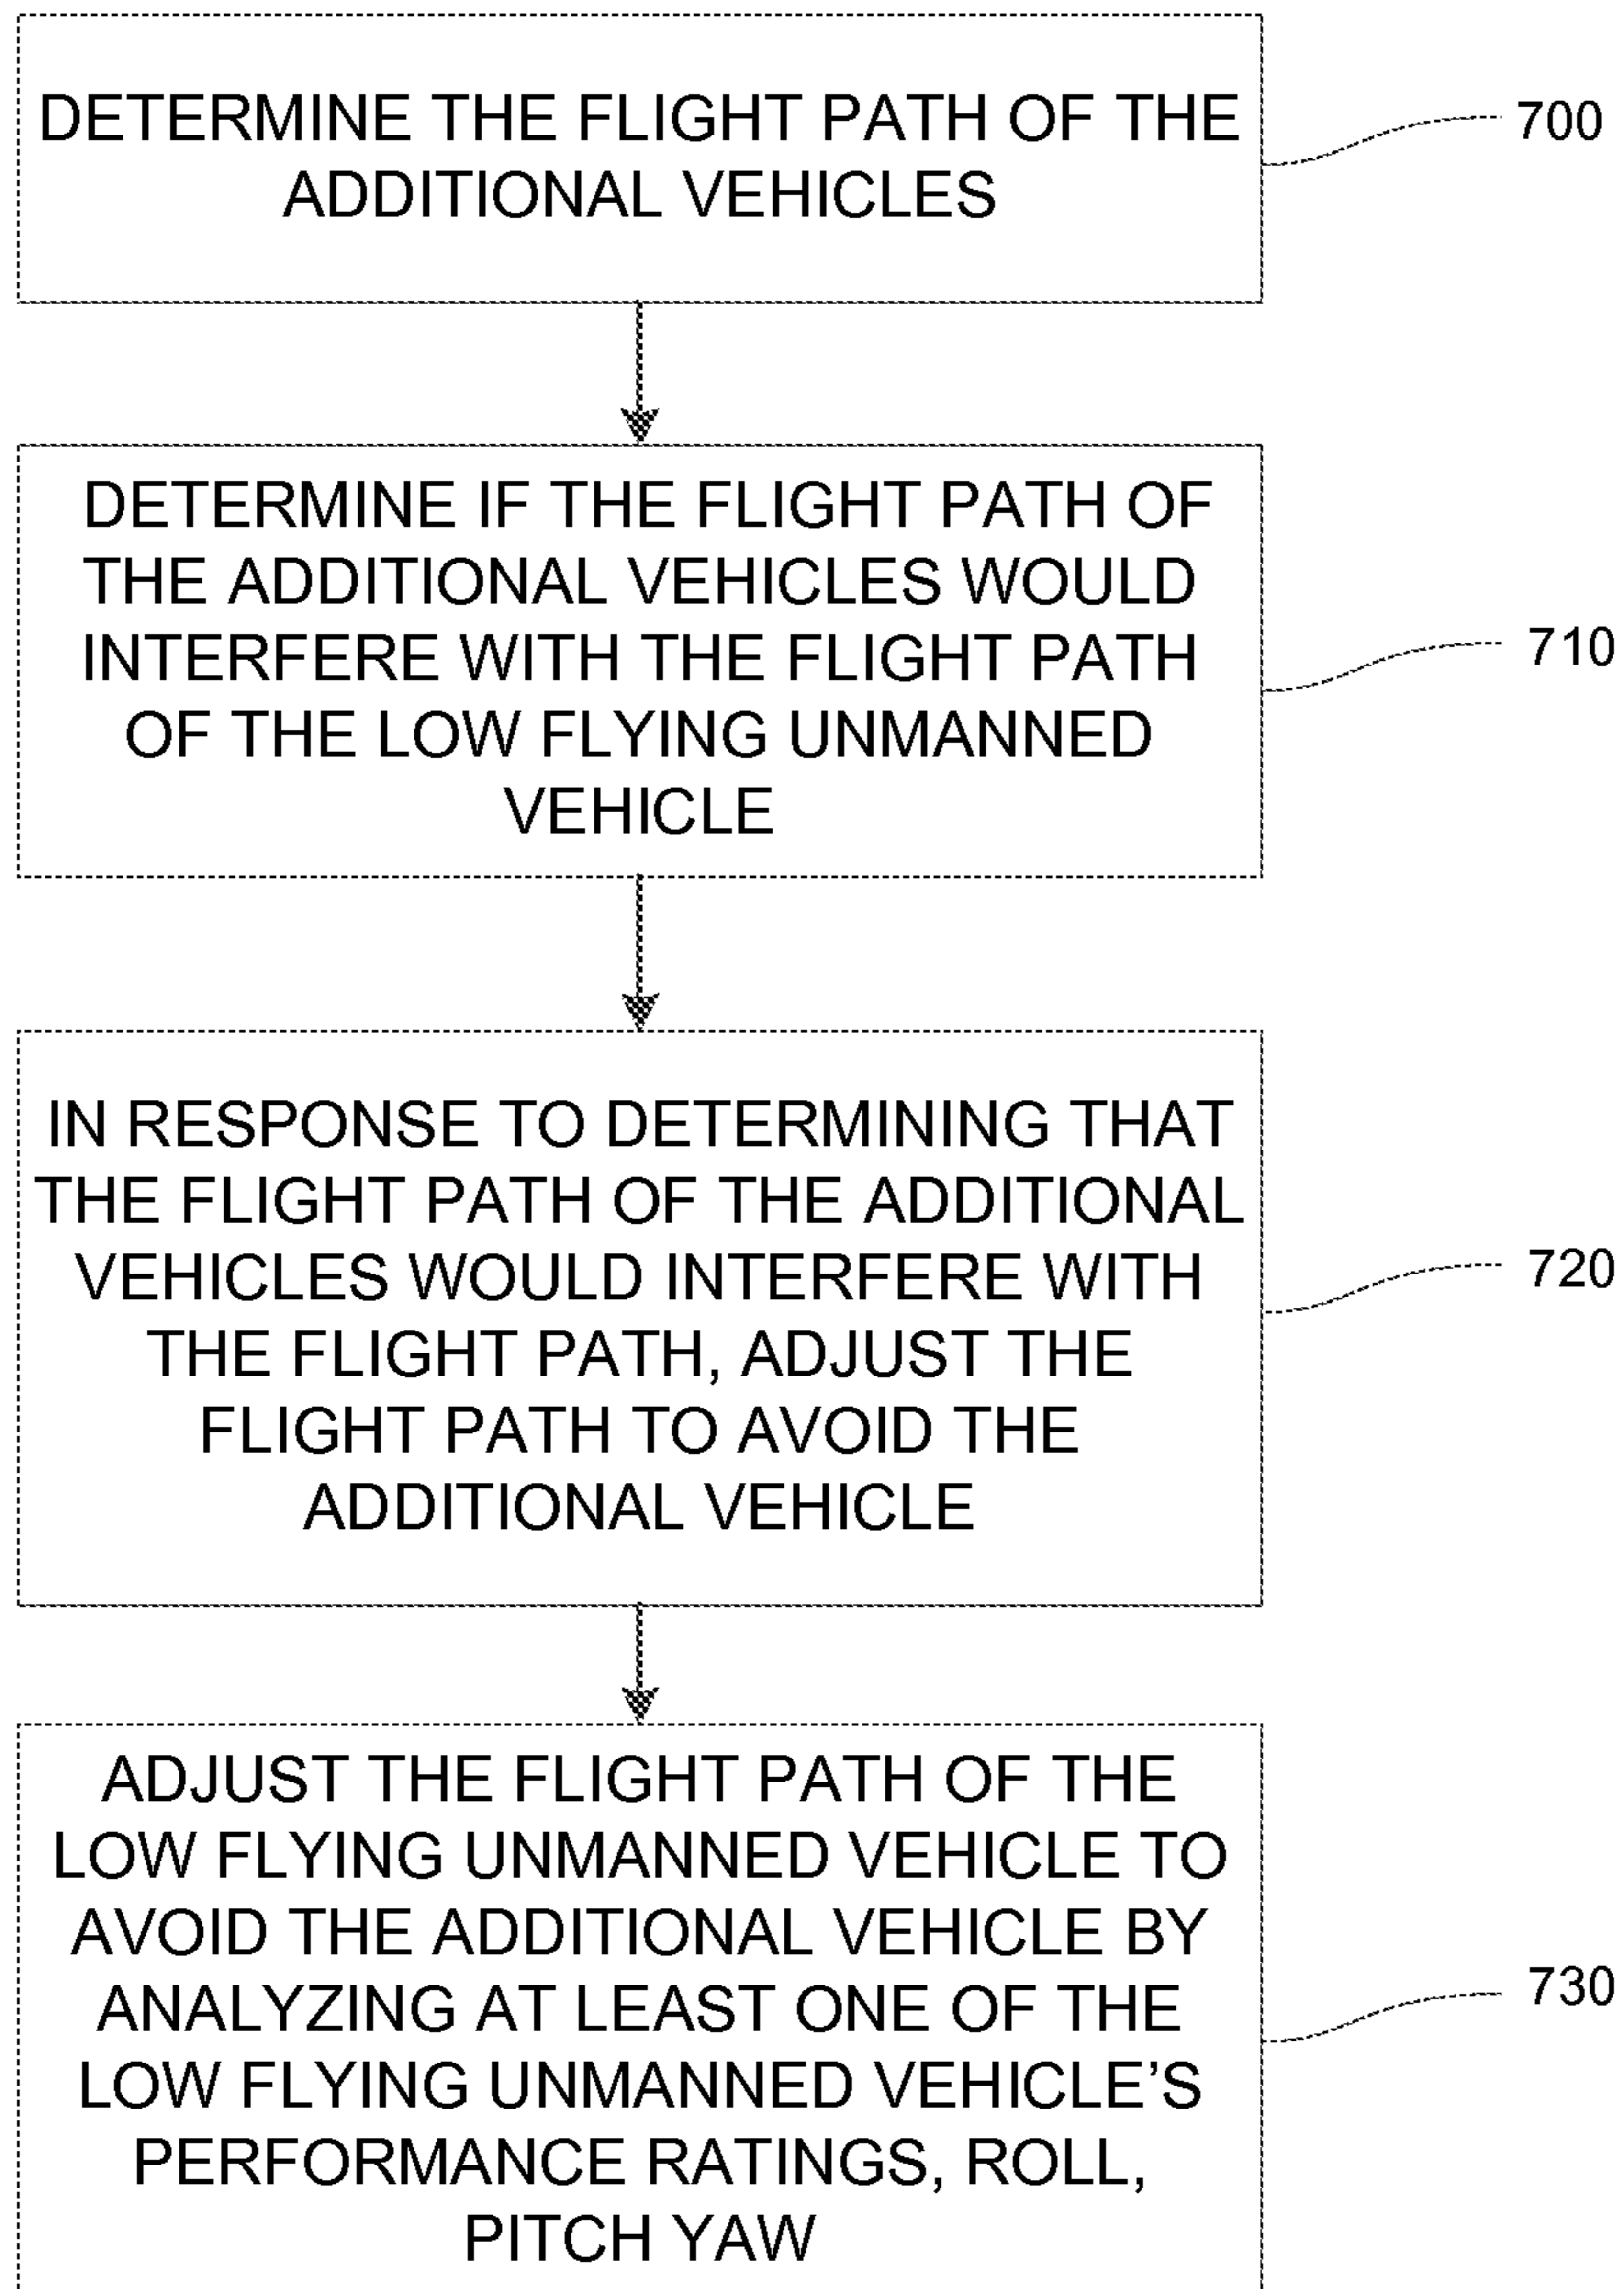 DETERMINE THE FLIGHT PATH OF THE
ADDITIONAL VEHICLES
700
DETERMINE IF THE FLIGHT PATH OF
THE ADDITIONAL VEHICLES WOULD
INTERFERE WITH THE FLIGHT PATH
OF THE LOW FLYING UNMANNED
VEHICLE
710
IN RESPONSE TO DETERMINING THAT
THE FLIGHT PATH OF THE ADDITIONAL
VEHICLES WOULD INTERFERE WITH
THE FLIGHT PATH, ADJUST THE
FLIGHT PATH TO AVOID THE
ADDITIONAL VEHICLE
720
ADJUST THE FLIGHT PATH OF THE
LOW FLYING UNMANNED VEHICLE TO
AVOID THE ADDITIONAL VEHICLE BY
ANALYZING AT LEAST ONE OF THE
LOW FLYING UNMANNED VEHICLE’S
PERFORMANCE RATINGS, ROLL,
PITCH YAW
730